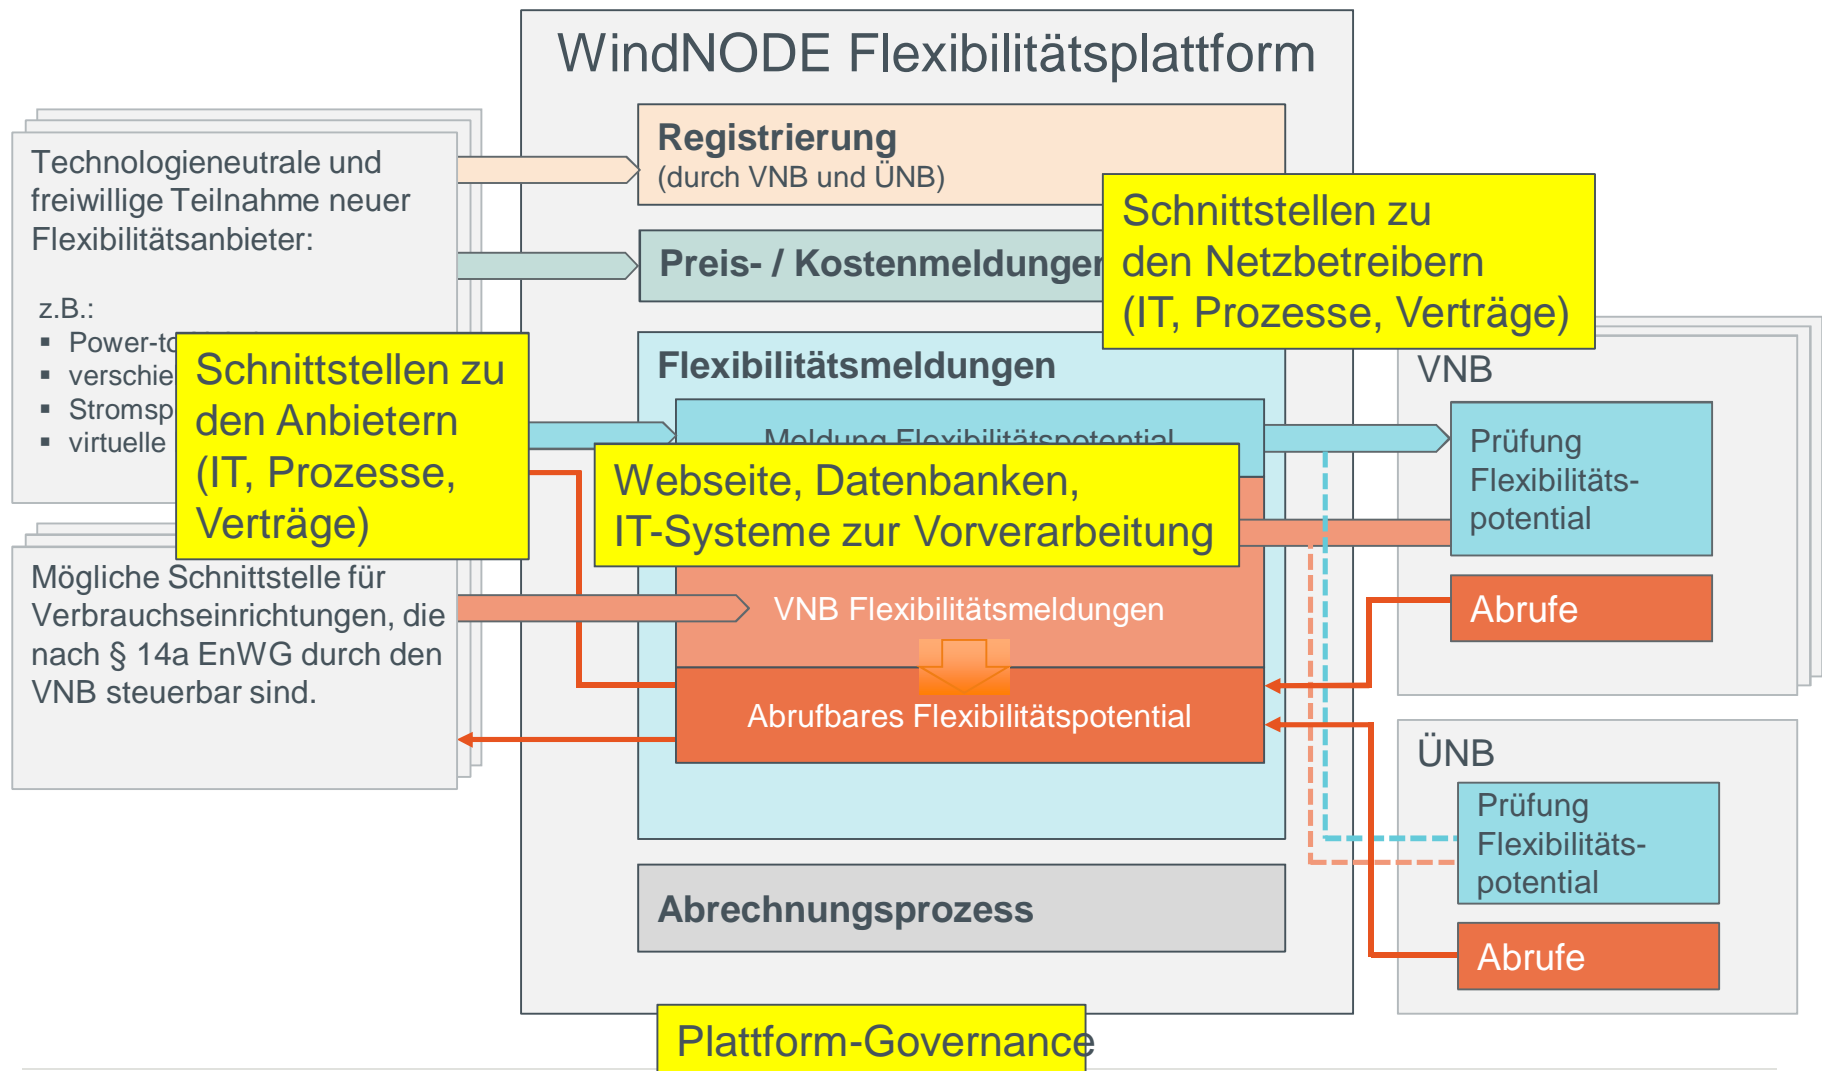 WindNODE Flexibilitätsplattform
Registrierung
(durch VNB und ÜNB)
Technologieneutrale und
freiwillige Teilnahme neuer
Flexibilitätsanbieter:
z.B.:
▪ Power-to
▪ verschie
▪ Stromsp
▪ virtuelle
Preis- / Kostenmeldungen
Schnittstellen zu
den Netzbetreibern
(IT, Prozesse, Verträge)
Schnittstellen zu
den Anbietern
(IT, Prozesse,
Verträge)
Flexibilitätsmeldungen
Meldung Flexibilitätspotential
Webseite, Datenbanken,
IT-Systeme zur Vorverarbeitung
VNB Flexibilitätsmeldungen
Abrufbares Flexibilitätspotential
Mögliche Schnittstelle für
Verbrauchseinrichtungen, die
nach § 14a EnWG durch den
VNB steuerbar sind.
VNB
Prüfung
Flexibilitäts-
potential
Abrufe
ÜNB
Prüfung
Flexibilitäts-
potential
Abrufe
Abrechnungsprozess
Plattform-Governance